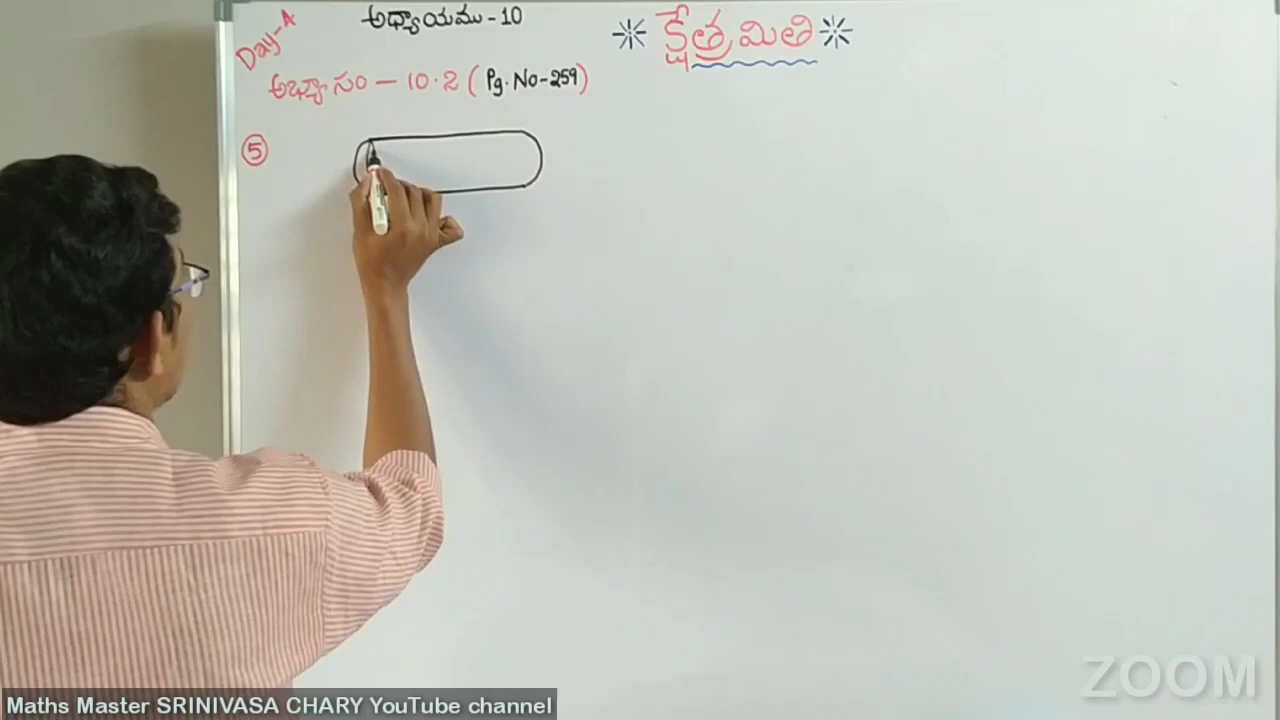 Day-4
అధ్యాయము - 10
* క్షేత్రమితి *
అభ్యాసం - 10.2 ( Pg. No-259)
5
ZOOM
Maths Master SRINIVASA CHARY YouTube channel